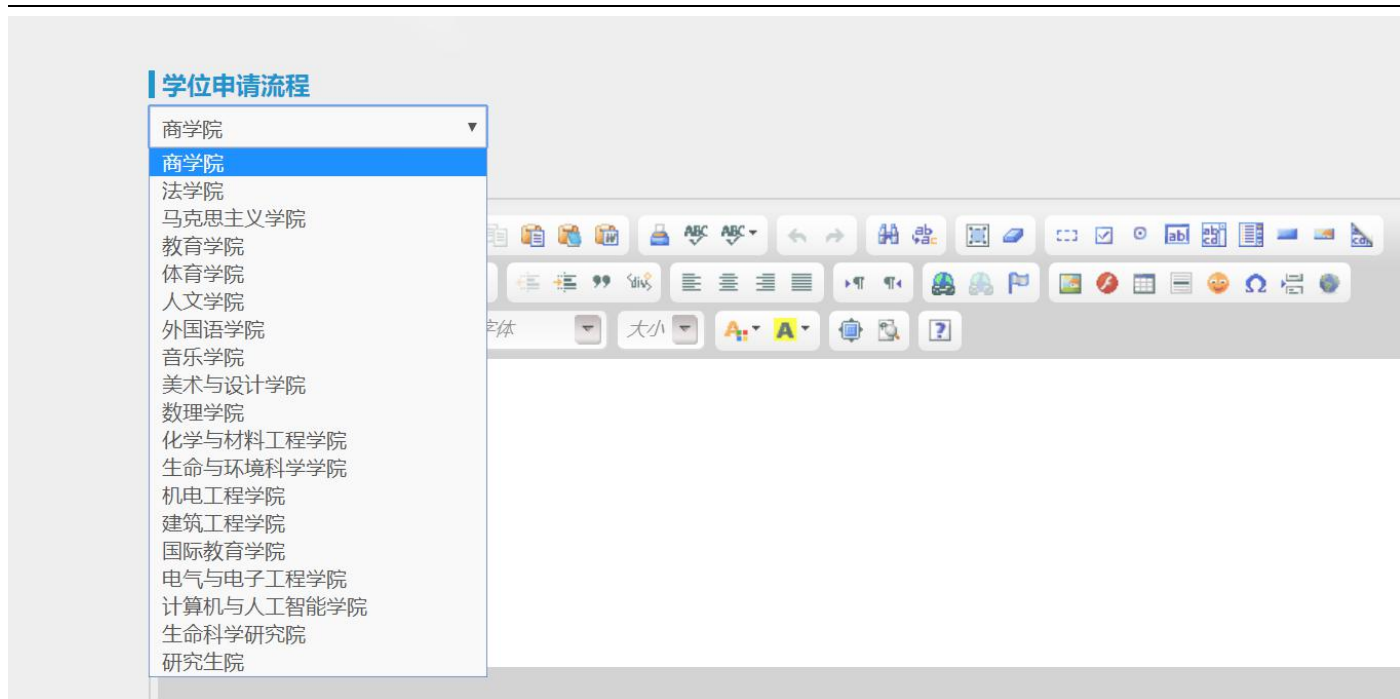 学位申请流程
商学院
商学院
法学院
马克思主义学院
教育学院
体育学院
人文学院
外国语学院
音乐学院
美术与设计学院
数理学院
化学与材料工程学院
生命与环境科学学院
机电工程学院
建筑工程学院
国际教育学院
电气与电子工程学院
计算机与人工智能学院
生命科学研究院
研究生院
ABC ABC
字体 大小 A A ?